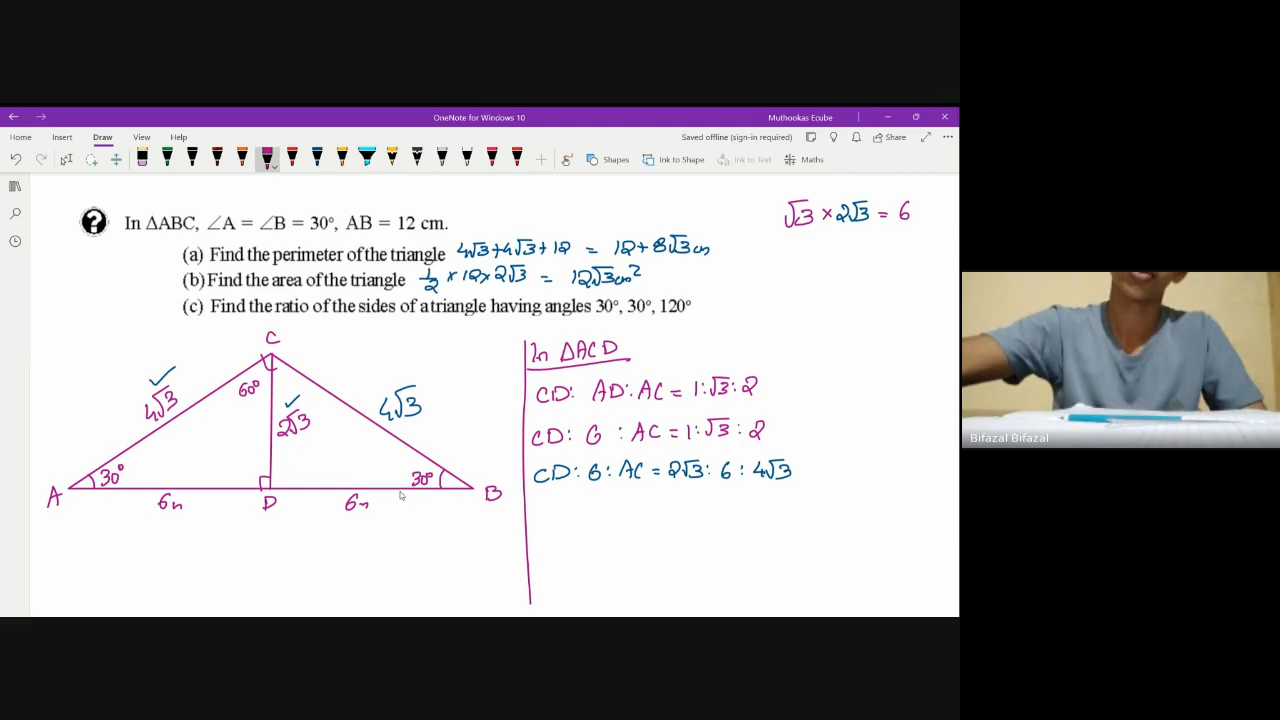 OneNote for Windows 10
Muthookas Ecube
Home Insert Draw View Help
Saved offline (sign-in required) Share
Shapes Ink to Shape Ink to Text Maths
√3 × 2√3 = 6
In ΔABC, ∠A = ∠B = 30°, AB = 12 cm.
(a) Find the perimeter of the triangle 4√3+4√3+12 = 12+8√3 cm
(b) Find the area of the triangle 1/2 × 12 × 2√3 = 12√3 cm²
(c) Find the ratio of the sides of a triangle having angles 30°, 30°, 120°
C
60°
4√3
2√3
4√3
30°
30°
A
6
D
6
B
In ΔACD
CD: AD: AC = 1:√3:2
CD: 6 : AC = 1:√3:2
CD: 6: AC = 2√3: 6: 4√3
Bifazal Bifazal